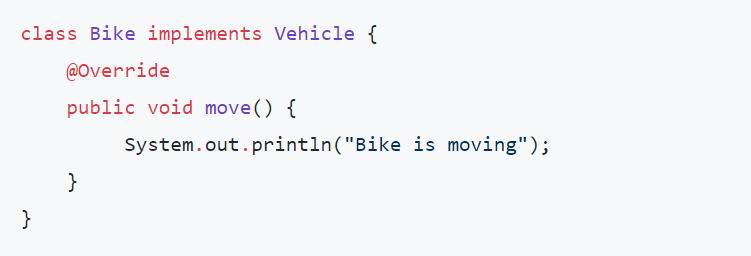 class Bike implements Vehicle {
    @Override
    public void move() {
         System.out.println("Bike is moving");
    }
}